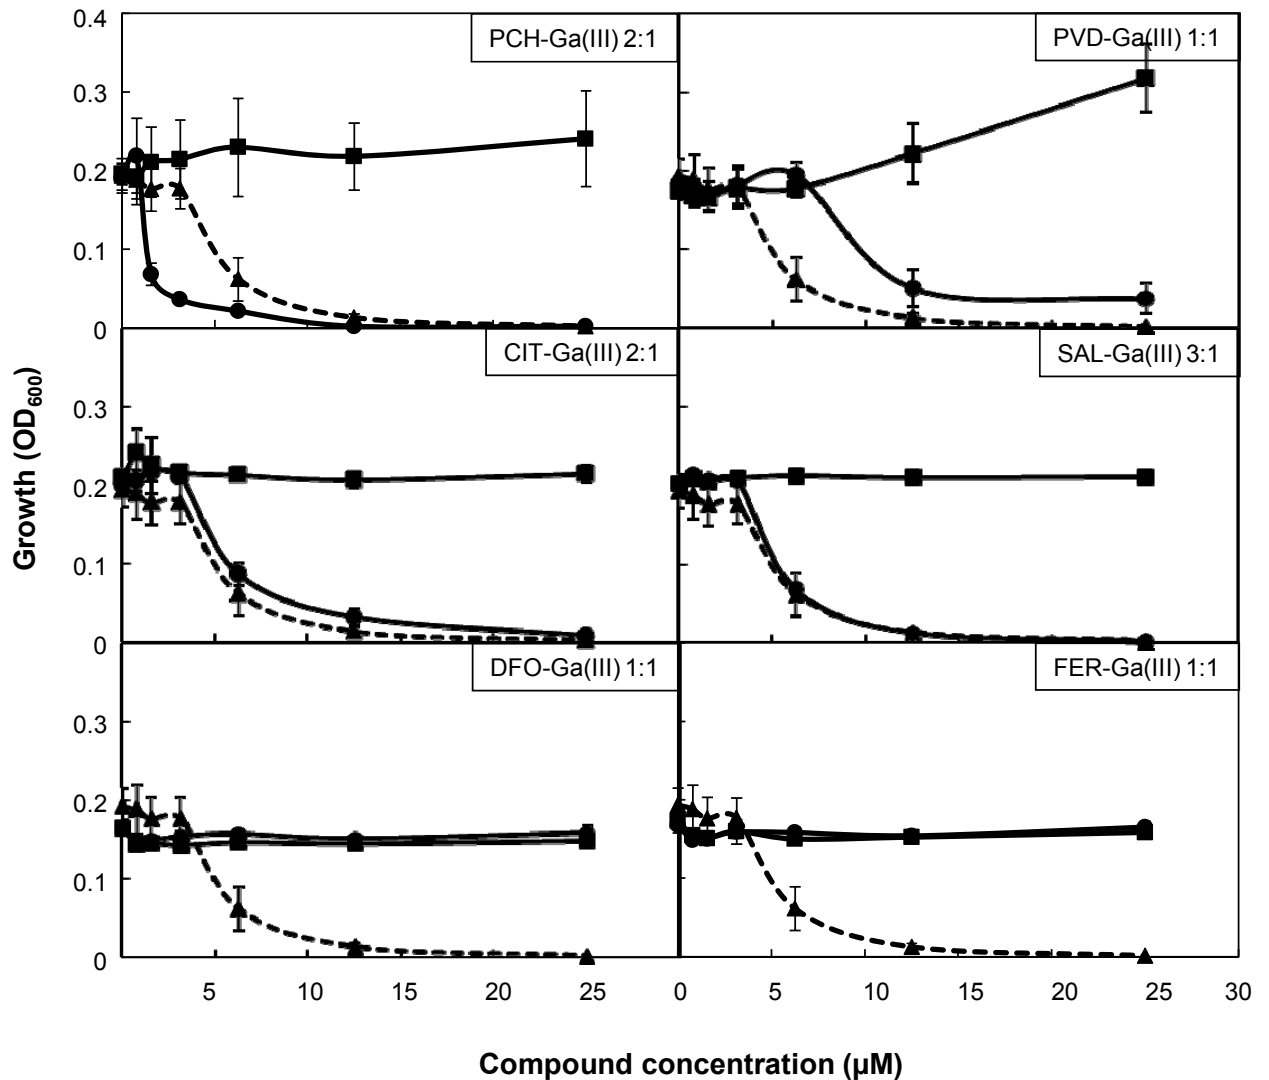 PCH-Ga(III) 2:1
PVD-Ga(III) 1:1
0.4
0.3
0.2
0.1
0
CIT-Ga(III) 2:1
SAL-Ga(III) 3:1
0.3
0.2
0.1
0
DFO-Ga(III) 1:1
FER-Ga(III) 1:1
0.3
0.2
0.1
0
5 10 15 20 25 0 5 10 15 20 25 30
Growth (OD600)
Compound concentration (µM)